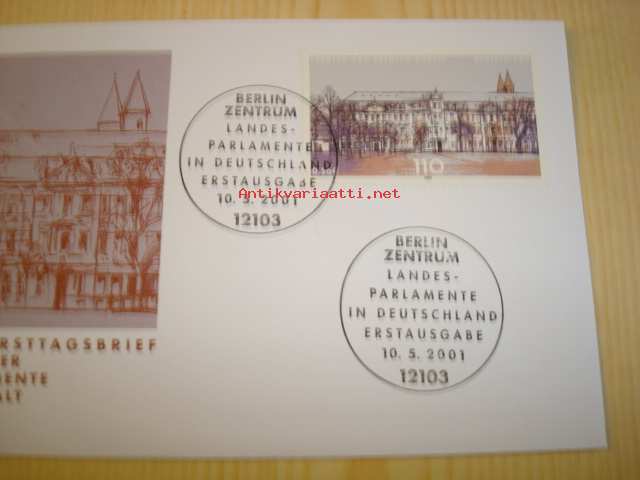 BERLIN
ZENTRUM
LANDES-
PARLAMENTE
IN DEUTSCHLAND
ERSTAUSGABE
10. 5. 2001
12103
110
Antikvariaatti.net
BERLIN
ZENTRUM
LANDES-
PARLAMENTE
IN DEUTSCHLAND
ERSTAUSGABE
10. 5. 2001
12103
RSTTAGSBRIEF
ER
MENTE
ALT